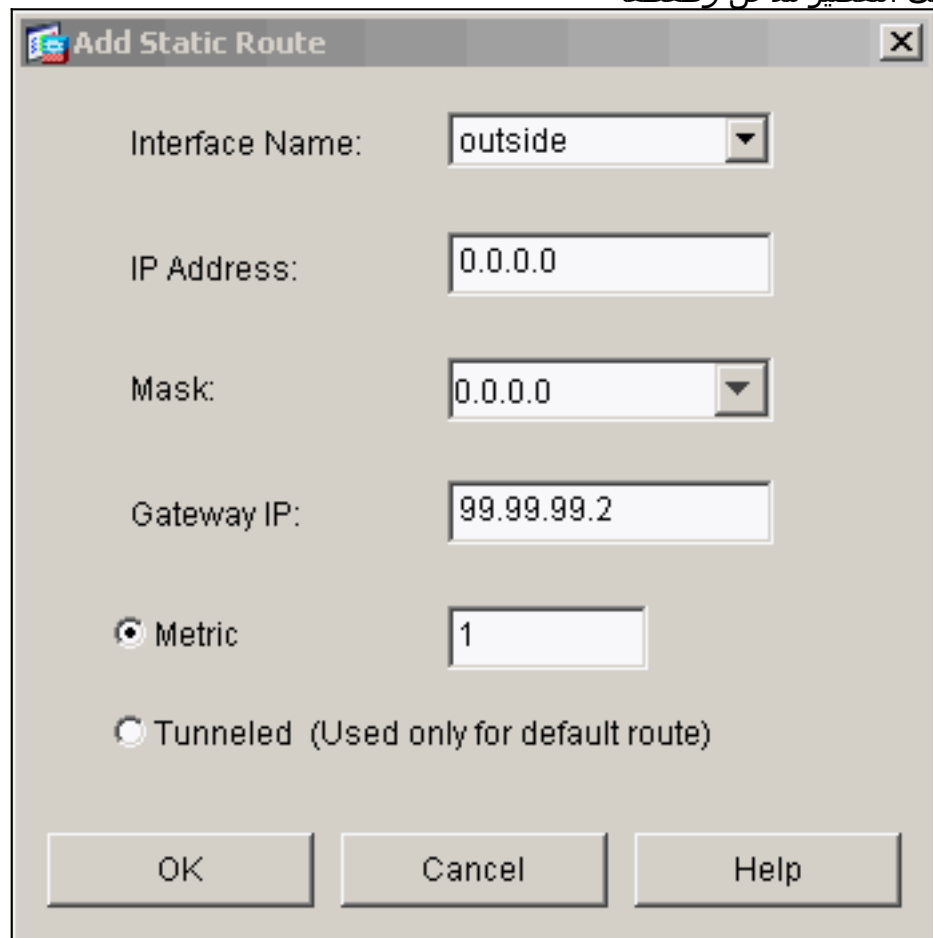 Add Static Route
Interface Name: outside
IP Address: 0.0.0.0
Mask: 0.0.0.0
Gateway IP: 99.99.99.2
Metric 1
Tunneled (Used only for default route)
OK Cancel Help